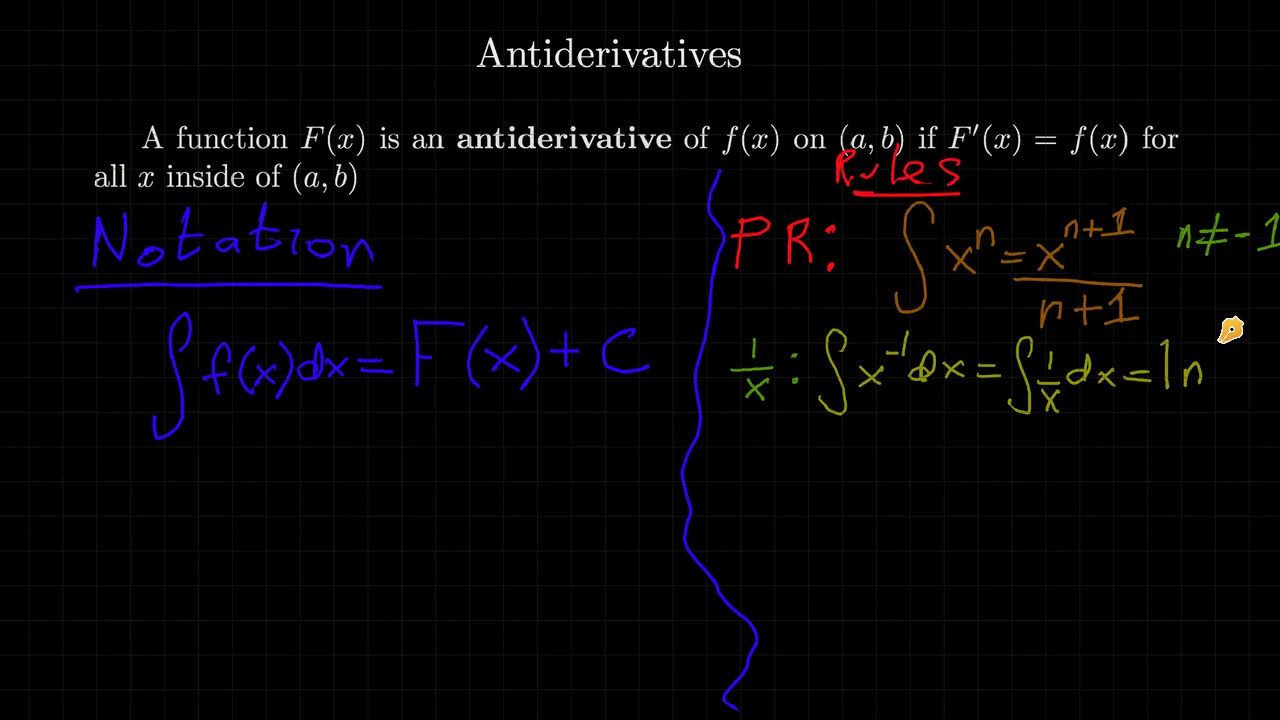 Antiderivatives
A function F(x) is an antiderivative of f(x) on (a, b) if F′(x) = f(x) for
all x inside of (a, b)
Notation
∫ f(x)dx = F(x) + C
Rules
PR: ∫ x^n = x^{n+1}/(n+1) n ≠ -1
1/x : ∫ x^{-1} dx = ∫ 1/x dx = ln